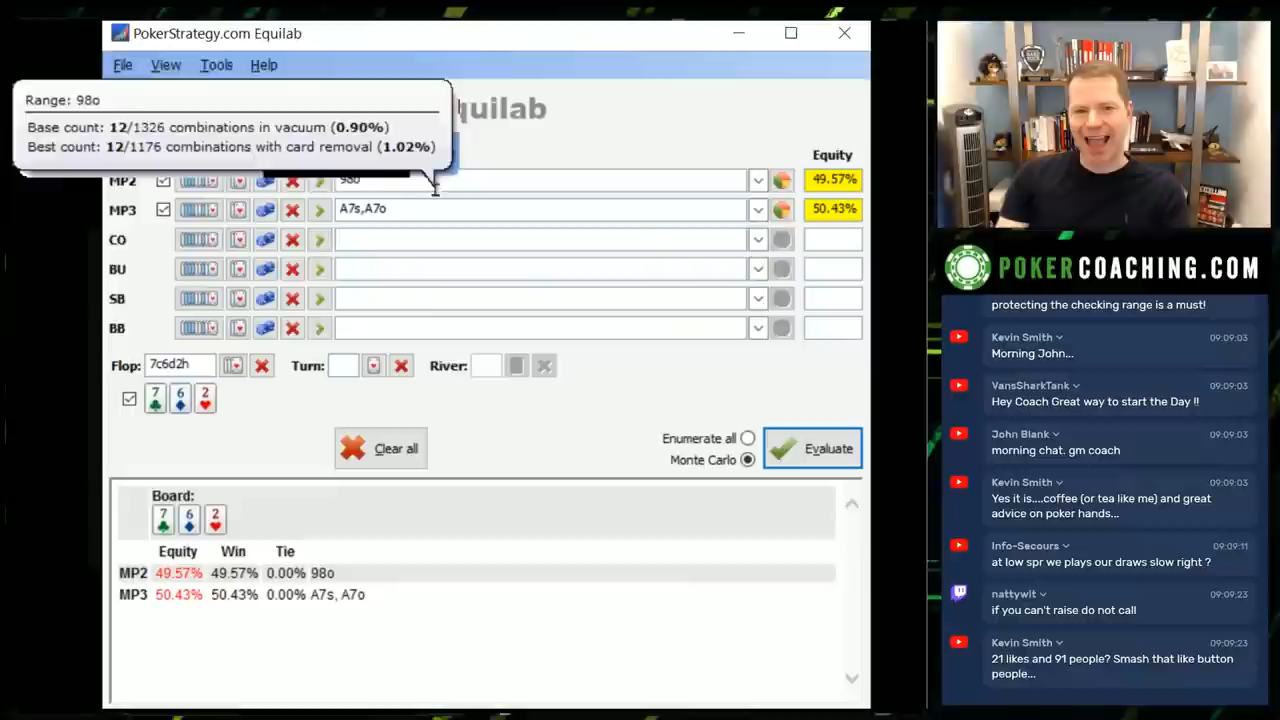 PokerStrategy.com Equilab
File View Tools Help
Range: 98o
Base count: 12/1326 combinations in vacuum (0.90%)
Best count: 12/1176 combinations with card removal (1.02%)
quilab
Equity
MP2 98o 49.57%
MP3 A7s,A7o 50.43%
CO
BU
SB
BB
Flop: 7c6d2h Turn: River:
7 6 2
Clear all
Enumerate all
Monte Carlo
Evaluate
Board:
7 6 2
Equity Win Tie
MP2 49.57% 49.57% 0.00% 98o
MP3 50.43% 50.43% 0.00% A7s, A7o
POKERCOACHING.COM
protecting the checking range is a must!
Kevin Smith 09:09:03
Morning John...
VansSharkTank 09:09:03
Hey Coach Great way to start the Day !!
John Blank 09:09:03
morning chat. gm coach
Kevin Smith 09:09:03
Yes it is....coffee (or tea like me) and great
advice on poker hands...
Info-Secours 09:09:11
at low spr we plays our draws slow right ?
nattywit 09:09:23
if you can't raise do not call
Kevin Smith 09:09:23
21 likes and 91 people? Smash that like button
people...